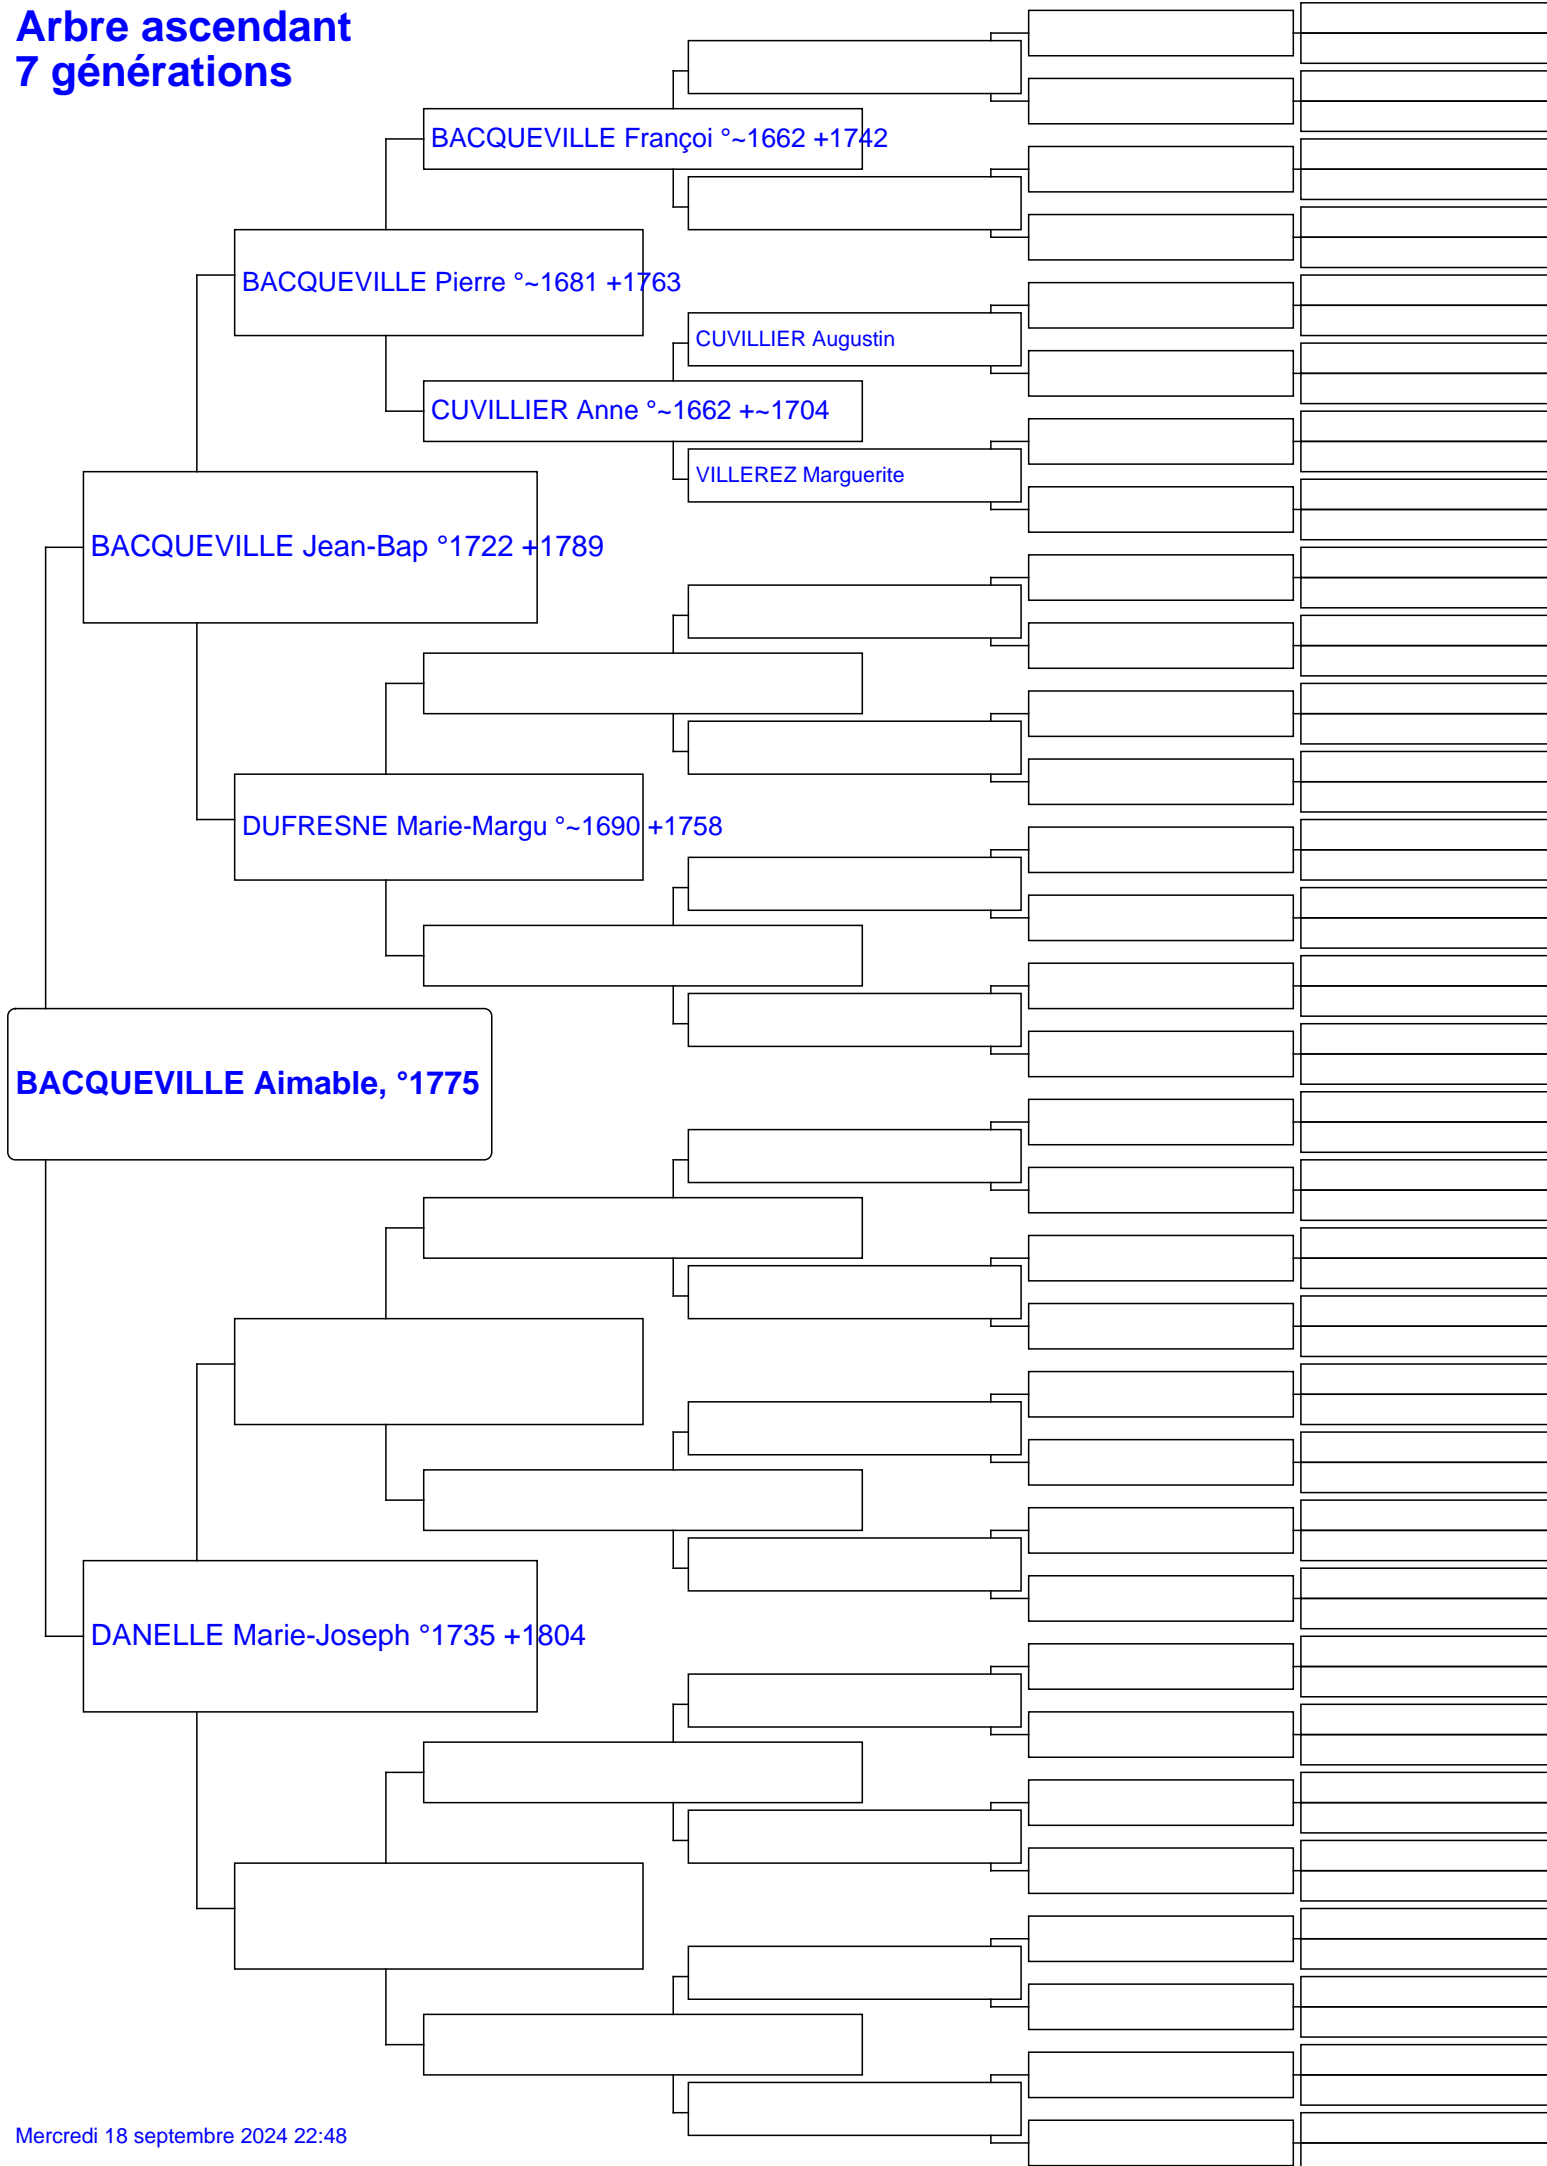 Arbre ascendant
7 générations
BACQUEVILLE Françoi °~1662 +1742
BACQUEVILLE Pierre °~1681 +1763
CUVILLIER Augustin
CUVILLIER Anne °~1662 +~1704
VILLEREZ Marguerite
BACQUEVILLE Jean-Bap °1722 +1789
DUFRESNE Marie-Margu °~1690 +1758
BACQUEVILLE Aimable, °1775
DANELLE Marie-Joseph °1735 +1804
Mercredi 18 septembre 2024 22:48